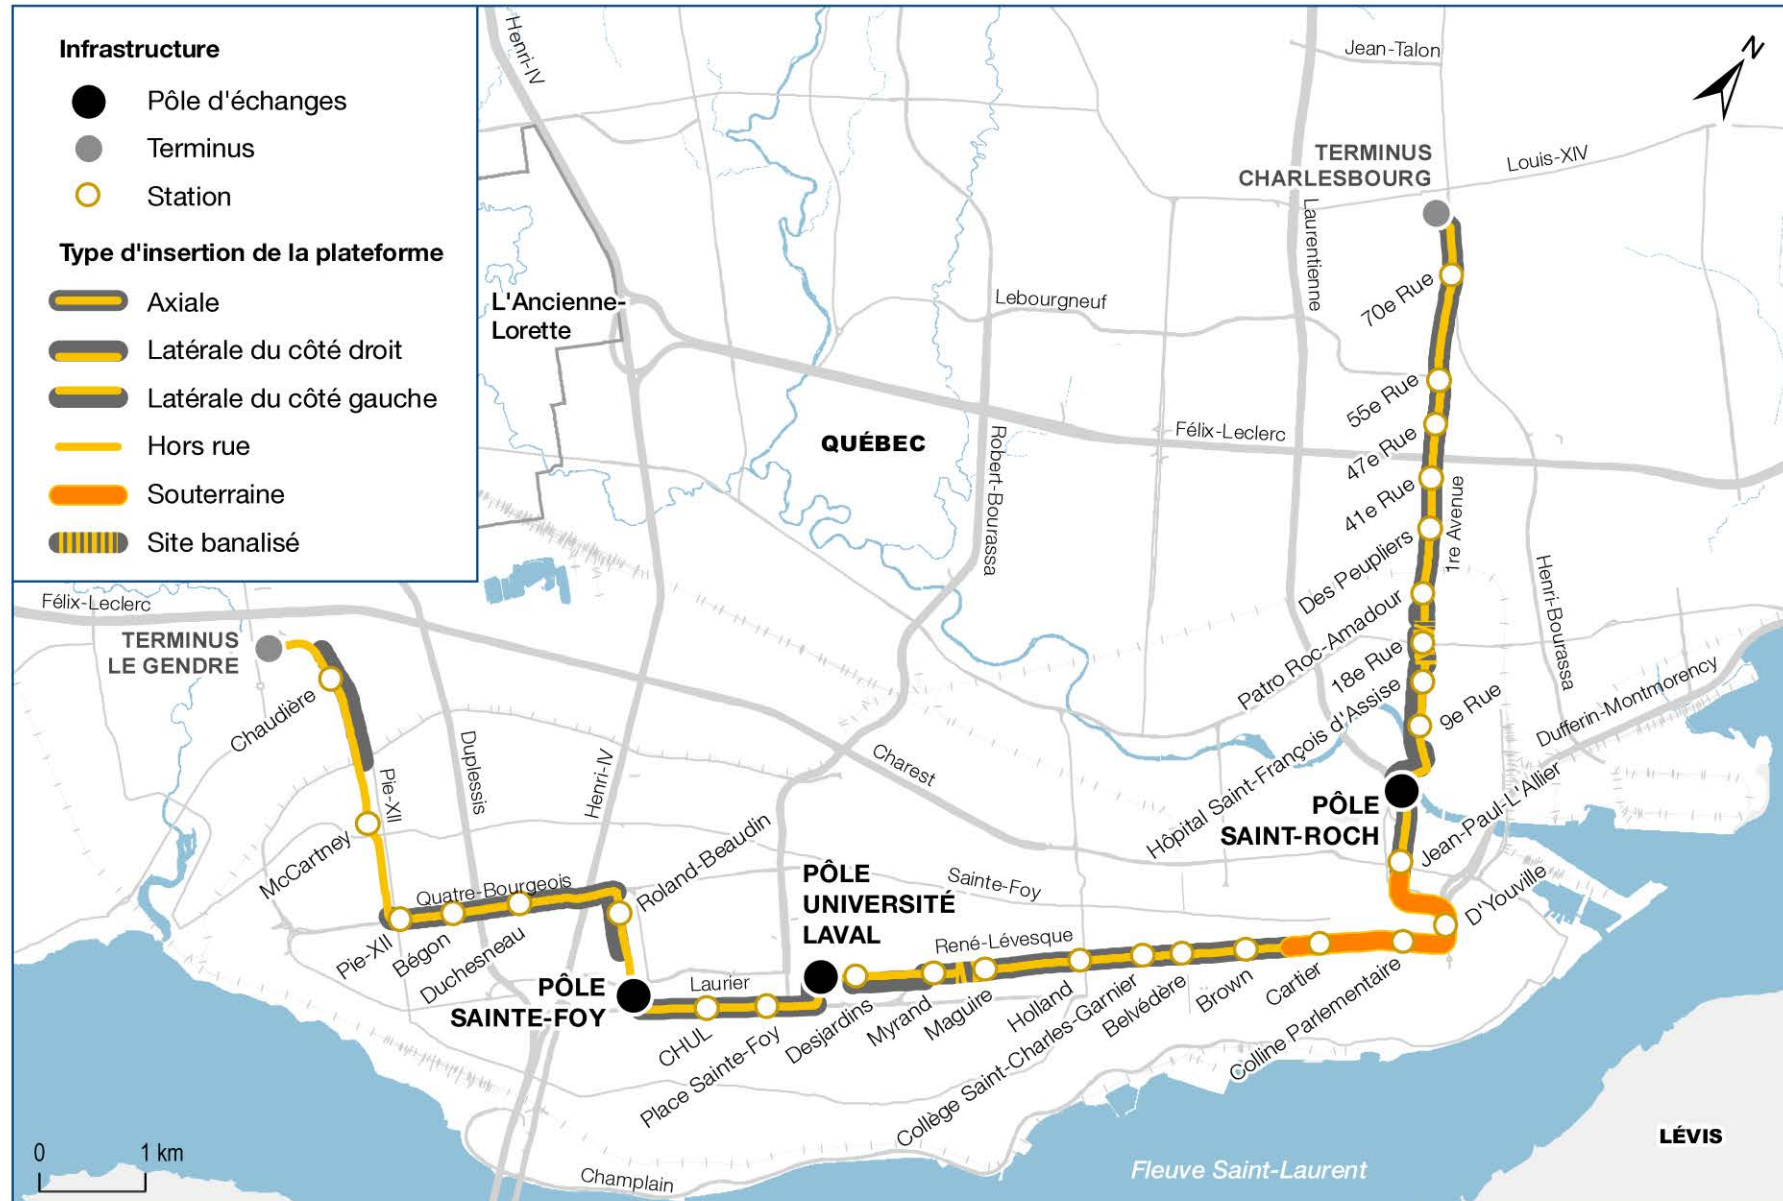 Infrastructure
Pôle d'échanges
Terminus
Station
Type d'insertion de la plateforme
Axiale
Latérale du côté droit
Latérale du côté gauche
Hors rue
Souterraine
Site banalisé
Henri-IV
Jean-Talon
N
TERMINUS
CHARLESBOURG
Louis-XIV
Laurentienne
L'Ancienne-
Lorette
Lebourgneuf
70e Rue
55e Rue
47e Rue
41e Rue
Des Peupliers
Patro Roc-Amadour
18e Rue
Hôpital Saint-François d'Assise
9e Rue
1re Avenue
Félix-Leclerc
QUÉBEC
Robert-Bourassa
Henri-Bourassa
Dufferin-Montmorency
Félix-Leclerc
TERMINUS
LE GENDRE
Chaudière
Pie-XII
Duplessis
Henri-IV
Charest
McCartney
Quatre-Bourgeois
Roland-Beaudin
Pie-XII
Bégon
Duchesneau
PÔLE
SAINTE-FOY
Laurier
CHUL
Place Sainte-Foy
PÔLE
UNIVERSITÉ
LAVAL
Sainte-Foy
René-Lévesque
Desjardins
Myrand
Maguire
Holland
Collège Saint-Charles-Garnier
Belvédère
Brown
Cartier
Colline Parlementaire
D'Youville
Jean-Paul-L'Allier
PÔLE
SAINT-ROCH
0 1 km
Champlain
Fleuve Saint-Laurent
LÉVIS